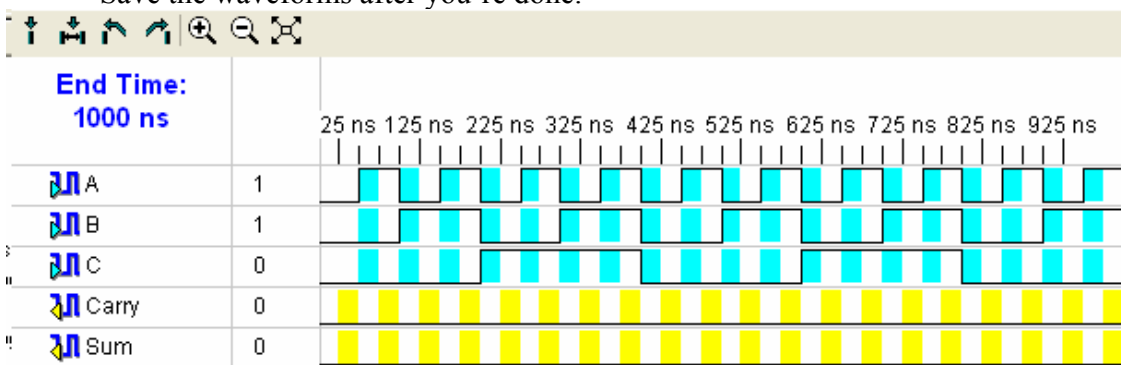 Save the waveforms after you're done.
End Time:
1000 ns
25 ns 125 ns 225 ns 325 ns 425 ns 525 ns 625 ns 725 ns 825 ns 925 ns
A 1
B 1
C 0
Carry 0
Sum 0